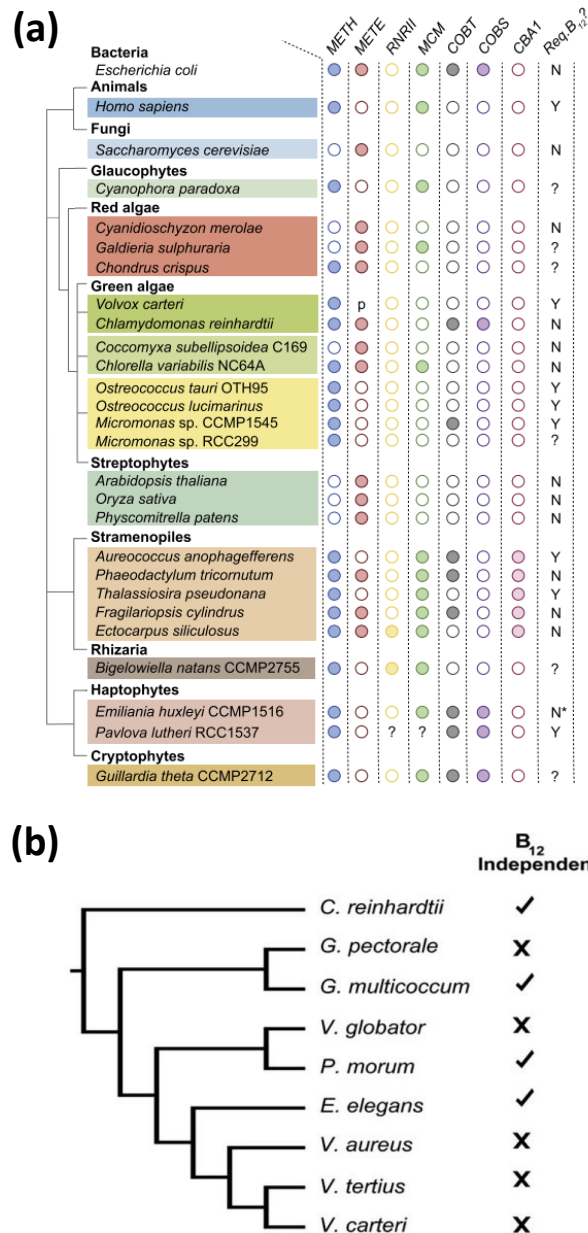 (a)
METH METE RNRII MCM COBT COBS CBA1 Req.B12?
Bacteria
Escherichia coli N
Animals
Homo sapiens Y
Fungi
Saccharomyces cerevisiae N
Glaucophytes
Cyanophora paradoxa ?
Red algae
Cyanidioschyzon merolae N
Galdieria sulphuraria ?
Chondrus crispus ?
Green algae
Volvox carteri p Y
Chlamydomonas reinhardtii N
Coccomyxa subellipsoidea C169 N
Chlorella variabilis NC64A N
Ostreococcus tauri OTH95 Y
Ostreococcus lucimarinus Y
Micromonas sp. CCMP1545 Y
Micromonas sp. RCC299 ?
Streptophytes
Arabidopsis thaliana N
Oryza sativa N
Physcomitrella patens N
Stramenopiles
Aureococcus anophagefferens Y
Phaeodactylum tricornutum N
Thalassiosira pseudonana Y
Fragilariopsis cylindrus N
Ectocarpus siliculosus N
Rhizaria
Bigelowiella natans CCMP2755 ?
Haptophytes
Emiliania huxleyi CCMP1516 N*
Pavlova lutheri RCC1537 ? ? Y
Cryptophytes
Guillardia theta CCMP2712 ?
(b)
B12
Independen
C. reinhardtii ✓
G. pectorale X
G. multicoccum ✓
V. globator X
P. morum ✓
E. elegans ✓
V. aureus X
V. tertius X
V. carteri X